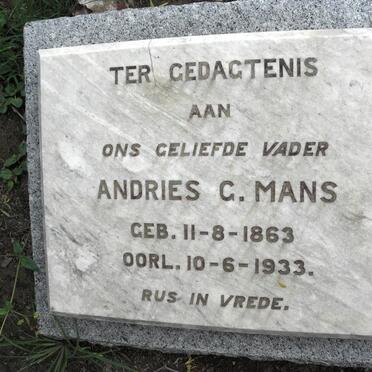 TER GEDAGTENIS
AAN
ONS GELIEFDE VADER
ANDRIES G. MANS
GEB. 11-8-1863
OORL. 10-6-1933.
RUS IN VREDE.